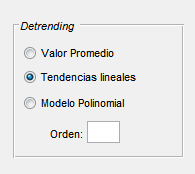 Detrending
Valor Promedio
Tendencias lineales
Modelo Polinomial
Orden: